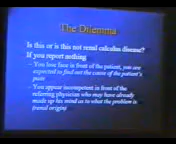 The Dilemma
Is this or is this not renal calculus disease?
If you report nothing
– You lose face in front of the patient, you are
expected to find out the cause of the patient's
pain
– You appear incompetent in front of the
referring physician who may have already
made up his mind as to what the problem is
(renal origin)